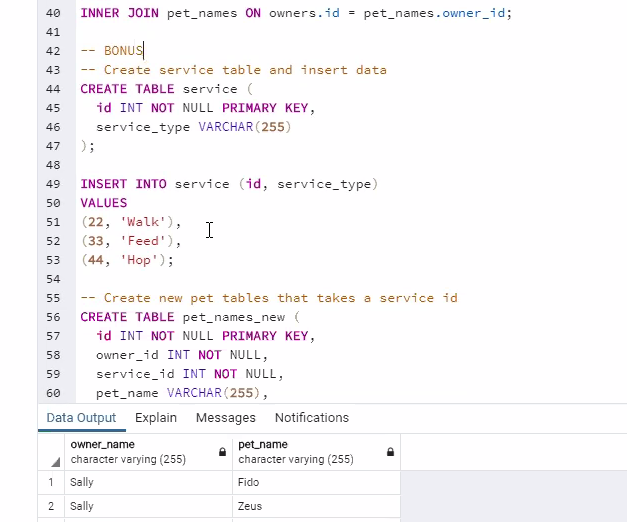 40 INNER JOIN pet_names ON owners.id = pet_names.owner_id;
41
42 -- BONUS
43 -- Create service table and insert data
44 CREATE TABLE service (
45 id INT NOT NULL PRIMARY KEY,
46 service_type VARCHAR(255)
47 );
48
49 INSERT INTO service (id, service_type)
50 VALUES
51 (22, 'Walk'),
52 (33, 'Feed'),
53 (44, 'Hop');
54
55 -- Create new pet tables that takes a service id
56 CREATE TABLE pet_names_new (
57 id INT NOT NULL PRIMARY KEY,
58 owner_id INT NOT NULL,
59 service_id INT NOT NULL,
60 pet_name VARCHAR(255),
Data Output Explain Messages Notifications
owner_name pet_name
character varying (255) character varying (255)
1 Sally Fido
2 Sally Zeus